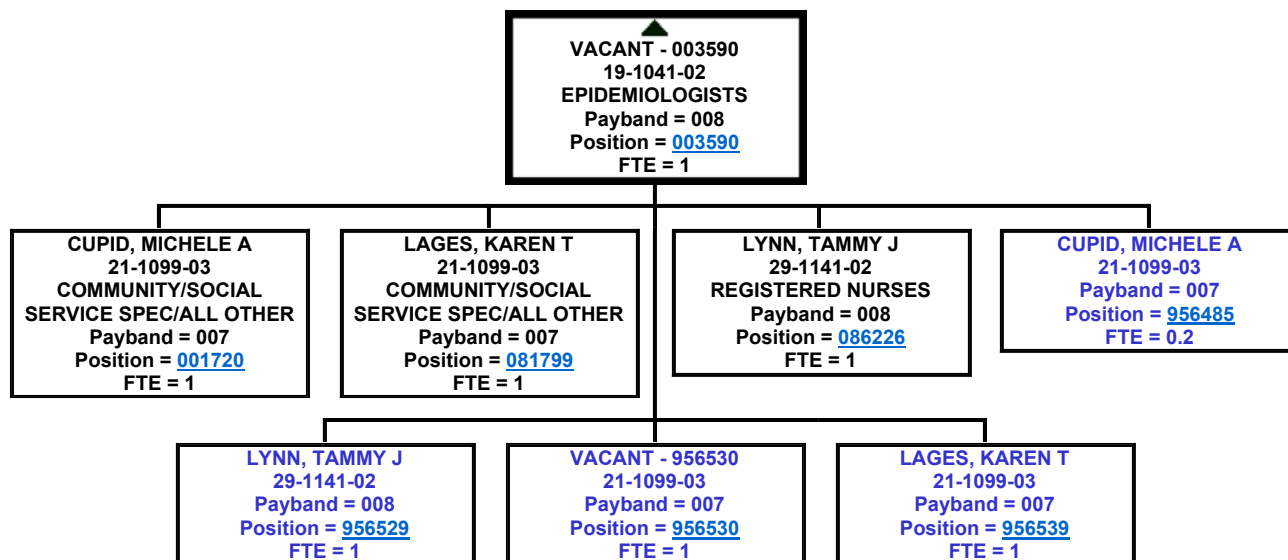 VACANT - 003590
19-1041-02
EPIDEMIOLOGISTS
Payband = 008
Position = 003590
FTE = 1
CUPID, MICHELE A
21-1099-03
COMMUNITY/SOCIAL
SERVICE SPEC/ALL OTHER
Payband = 007
Position = 001720
FTE = 1
LAGES, KAREN T
21-1099-03
COMMUNITY/SOCIAL
SERVICE SPEC/ALL OTHER
Payband = 007
Position = 081799
FTE = 1
LYNN, TAMMY J
29-1141-02
REGISTERED NURSES
Payband = 008
Position = 086226
FTE = 1
CUPID, MICHELE A
21-1099-03
Payband = 007
Position = 956485
FTE = 0.2
LYNN, TAMMY J
29-1141-02
Payband = 008
Position = 956529
FTE = 1
VACANT - 956530
21-1099-03
Payband = 007
Position = 956530
FTE = 1
LAGES, KAREN T
21-1099-03
Payband = 007
Position = 956539
FTE = 1